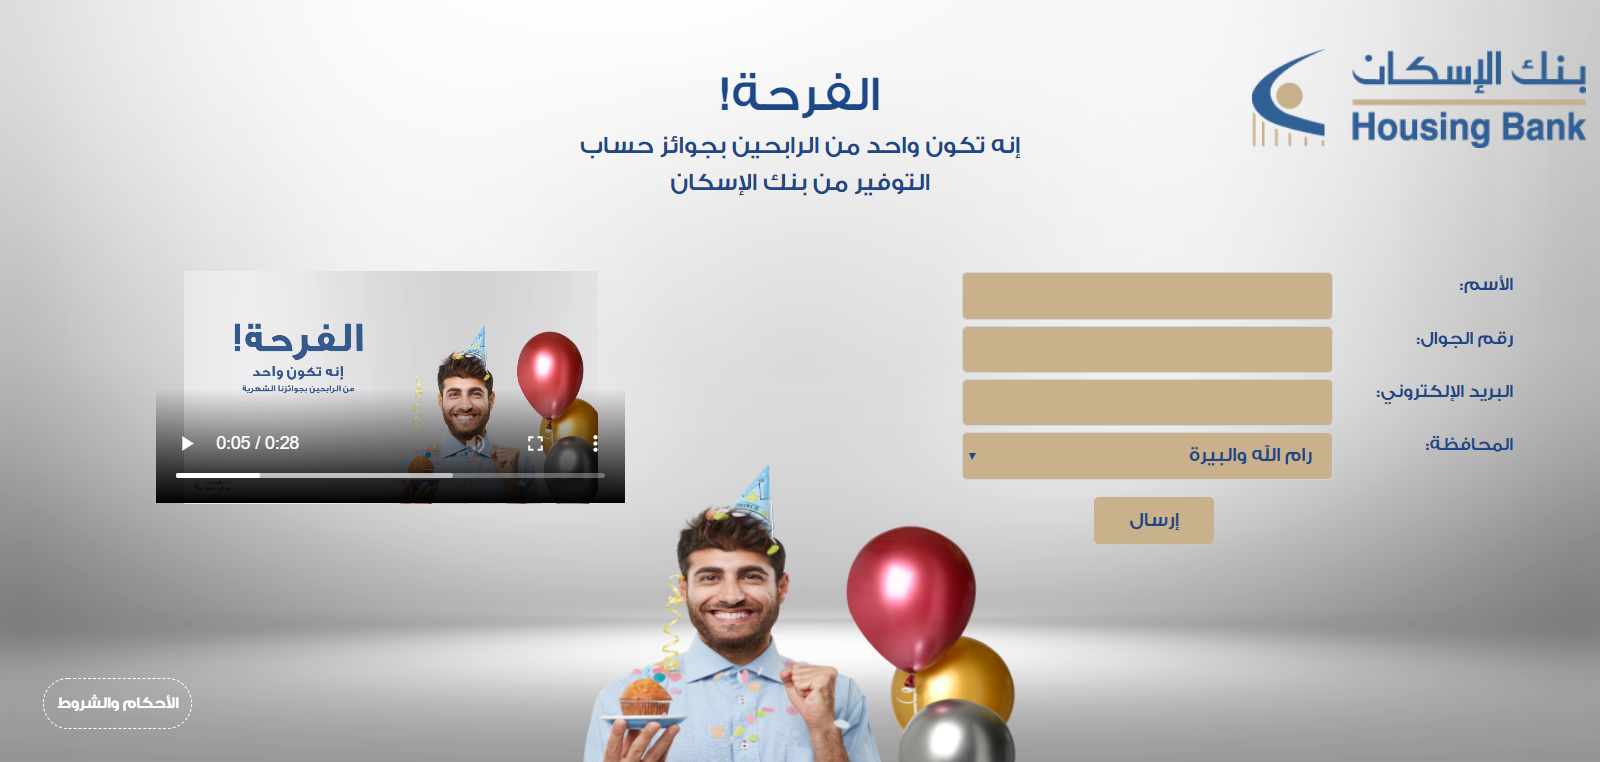 بنك الإسكان
Housing Bank
الفرحة!
إنه تكون واحد من الرابحين بجوائز حساب
التوفير من بنك الإسكان
الأسم:
رقم الجوال:
البريد الإلكتروني:
المحافظة:
رام الله والبيرة
إرسال
الفرحة!
إنه تكون واحد
من الرابحين بجوائزنا الشهرية
0:05 / 0:28
الأحكام والشروط